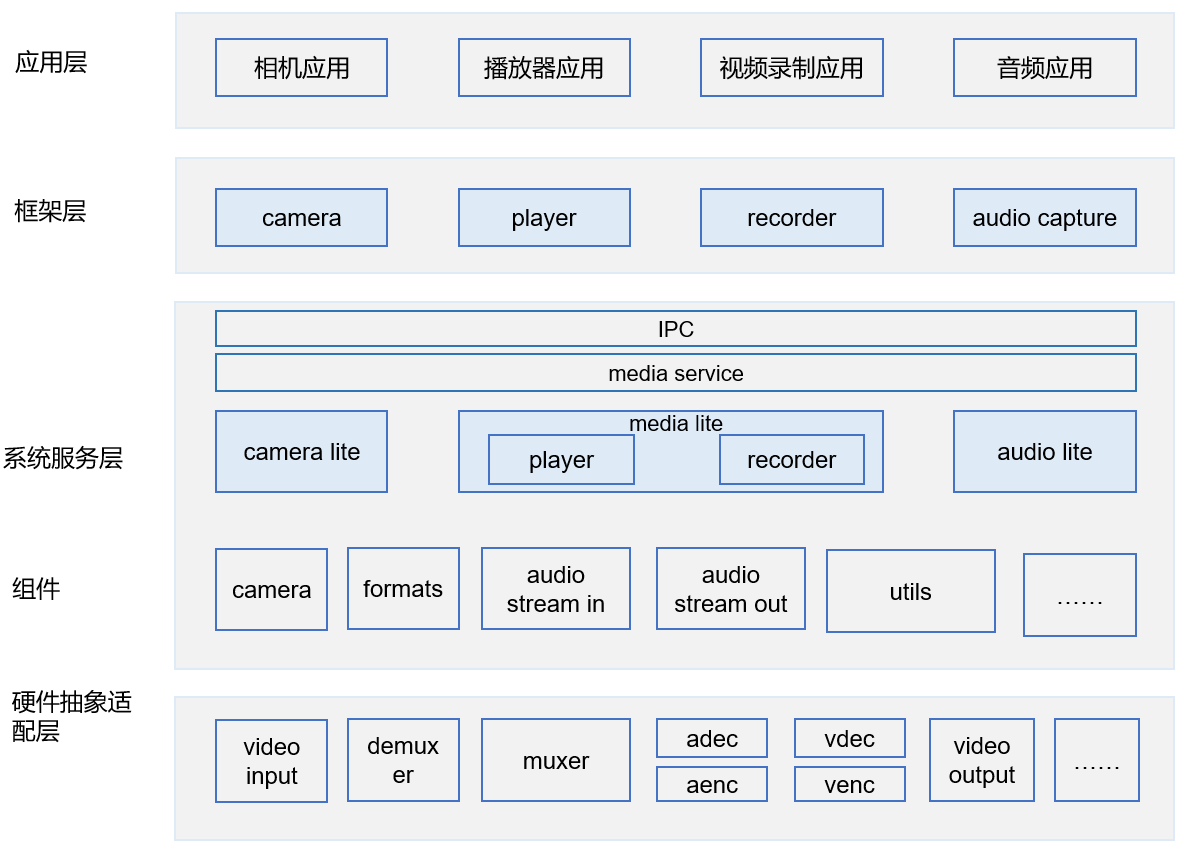 应用层
相机应用
播放器应用
视频录制应用
音频应用
框架层
camera
player
recorder
audio capture
IPC
media service
系统服务层
camera lite
media lite
player
recorder
audio lite
组件
camera
formats
audio
stream in
audio
stream out
utils
……
硬件抽象适
配层
video
input
demux
er
muxer
adec
aenc
vdec
venc
video
output
……